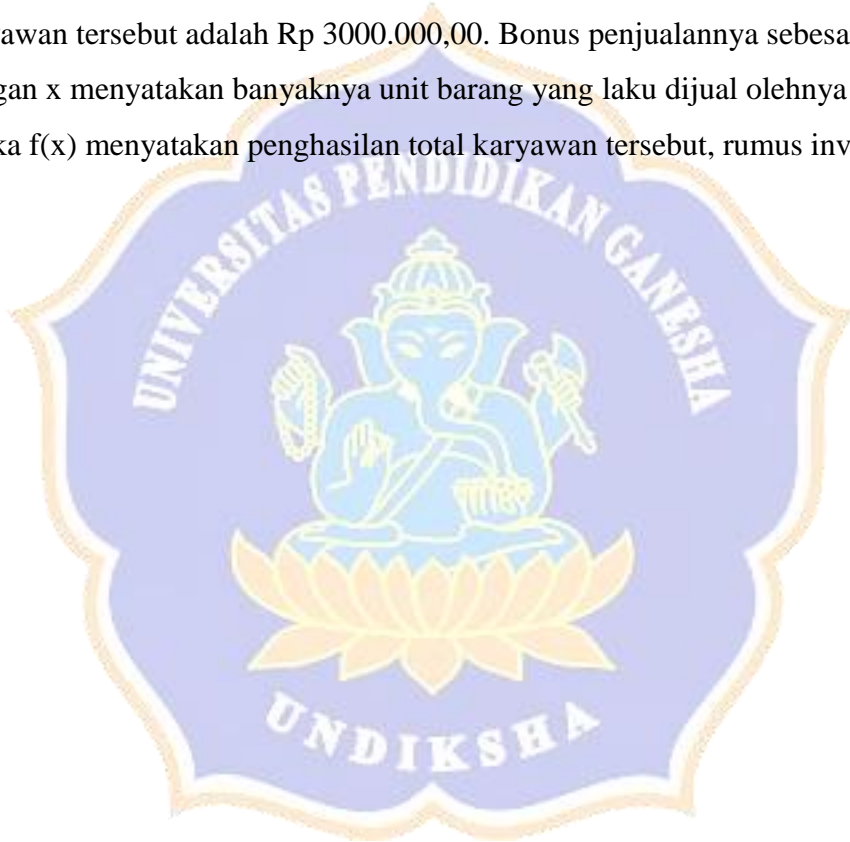 awan tersebut adalah Rp 3000.000,00. Bonus penjualannya sebesa
gan x menyatakan banyaknya unit barang yang laku dijual olehnya
ka f(x) menyatakan penghasilan total karyawan tersebut, rumus inv
UNIVERSITAS PENDIDIKAN GANESHA
UNDIKSHA